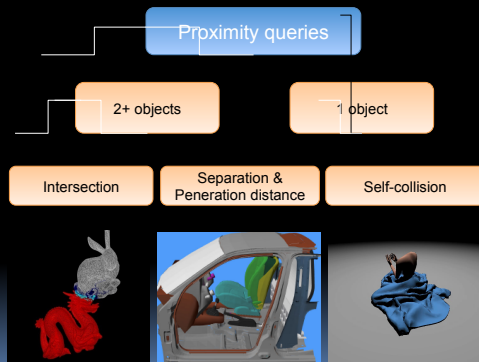 Proximity queries
2+ objects
1 object
Intersection
Separation &
Peneration distance
Self-collision